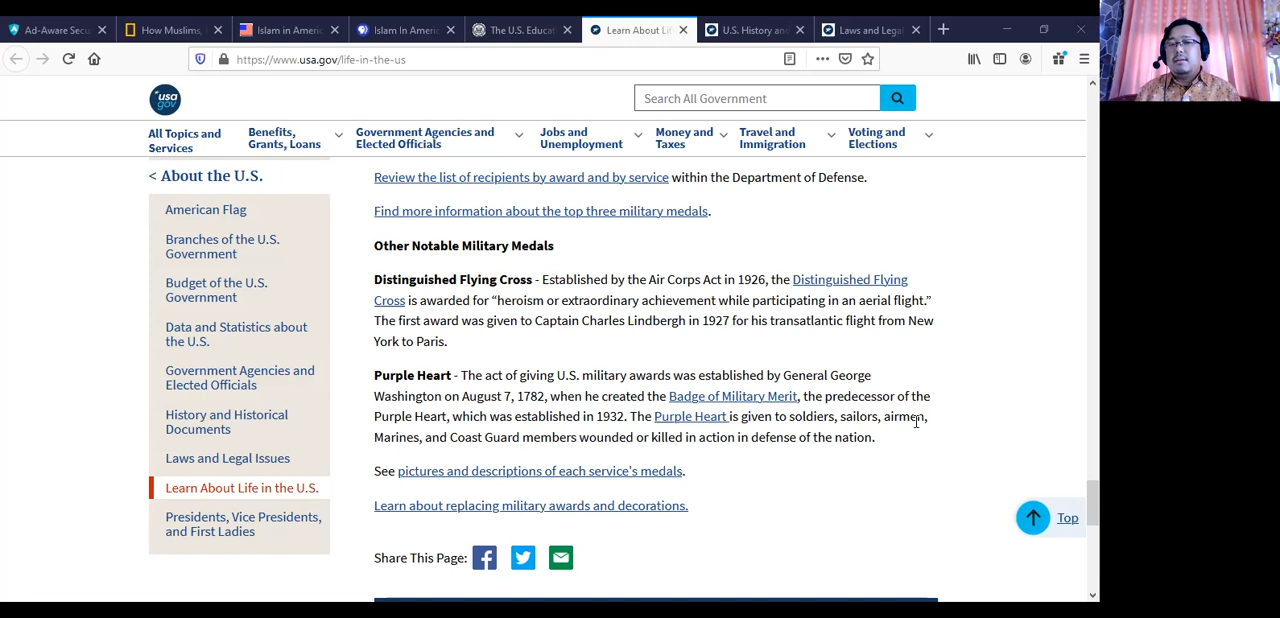 Ad-Aware Secu
How Muslims,
Islam in Americ
Islam In Americ
The U.S. Educat
Learn About Lif
U.S. History and
Laws and Legal
https://www.usa.gov/life-in-the-us
usa
gov
Search All Government
All Topics and
Services
Benefits,
Grants, Loans
Government Agencies and
Elected Officials
Jobs and
Unemployment
Money and
Taxes
Travel and
Immigration
Voting and
Elections
< About the U.S.
American Flag
Branches of the U.S.
Government
Budget of the U.S.
Government
Data and Statistics about
the U.S.
Government Agencies and
Elected Officials
History and Historical
Documents
Laws and Legal Issues
Learn About Life in the U.S.
Presidents, Vice Presidents,
and First Ladies
Review the list of recipients by award and by service within the Department of Defense.
Find more information about the top three military medals.
Other Notable Military Medals
Distinguished Flying Cross - Established by the Air Corps Act in 1926, the Distinguished Flying
Cross is awarded for “heroism or extraordinary achievement while participating in an aerial flight.”
The first award was given to Captain Charles Lindbergh in 1927 for his transatlantic flight from New
York to Paris.
Purple Heart - The act of giving U.S. military awards was established by General George
Washington on August 7, 1782, when he created the Badge of Military Merit, the predecessor of the
Purple Heart, which was established in 1932. The Purple Heart is given to soldiers, sailors, airmen,
Marines, and Coast Guard members wounded or killed in action in defense of the nation.
See pictures and descriptions of each service's medals.
Learn about replacing military awards and decorations.
Share This Page:
Top